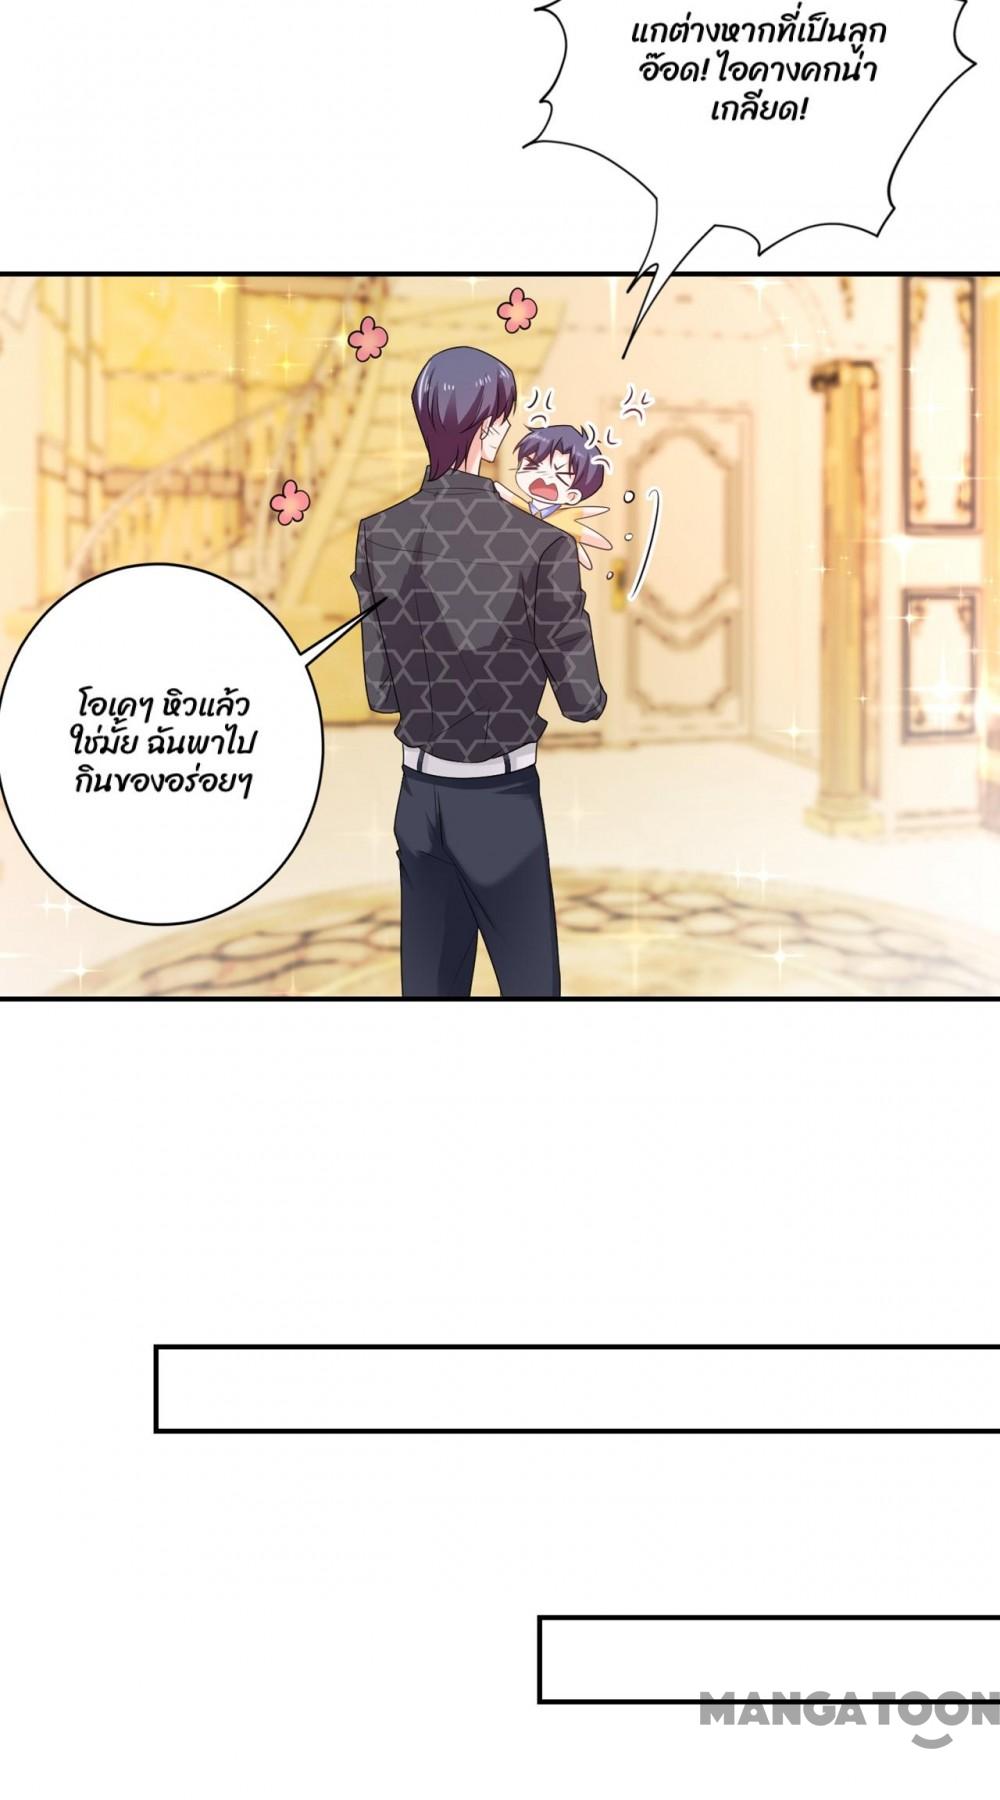 แกต่างหากที่เป็นลูก
อ๊อด! ไอคางคกน่า
เกลียด!
โอเคๆ หิวแล้ว
ใช่มั้ย ฉันพาไป
กินของอร่อยๆ
MANGATOON